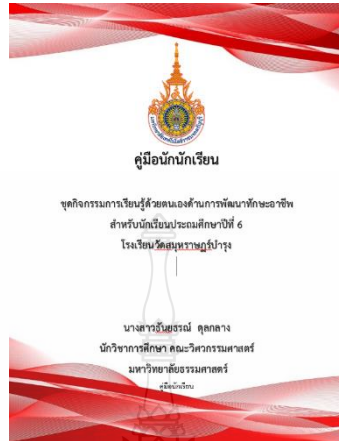 คู่มือนักนักเรียน
ชุดกิจกรรมการเรียนรู้ด้วยตนเองด้านการพัฒนาทักษะอาชีพ
สำหรับนักเรียนประถมศึกษาปีที่ 6
โรงเรียนวัดสมุหราษฎร์บำรุง
นางสาวธันยธรณ์ ดุลกลาง
นักวิชาการศึกษา คณะวิศวกรรมศาสตร์
มหาวิทยาลัยธรรมศาสตร์
คู่มือนักเรียน